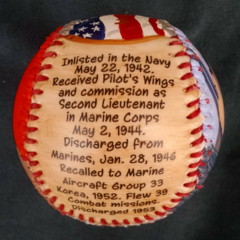 Inlisted in the Navy
May 22, 1942.
Received Pilot's Wings
and commission as
Second Lieutenant
in Marine Corps
May 2, 1944.
Discharged from
Marines, Jan. 28, 1946
Recalled to Marine
Aircraft Group 33
Korea, 1952. Flew 39
Combat missions.
Discharged 1953.